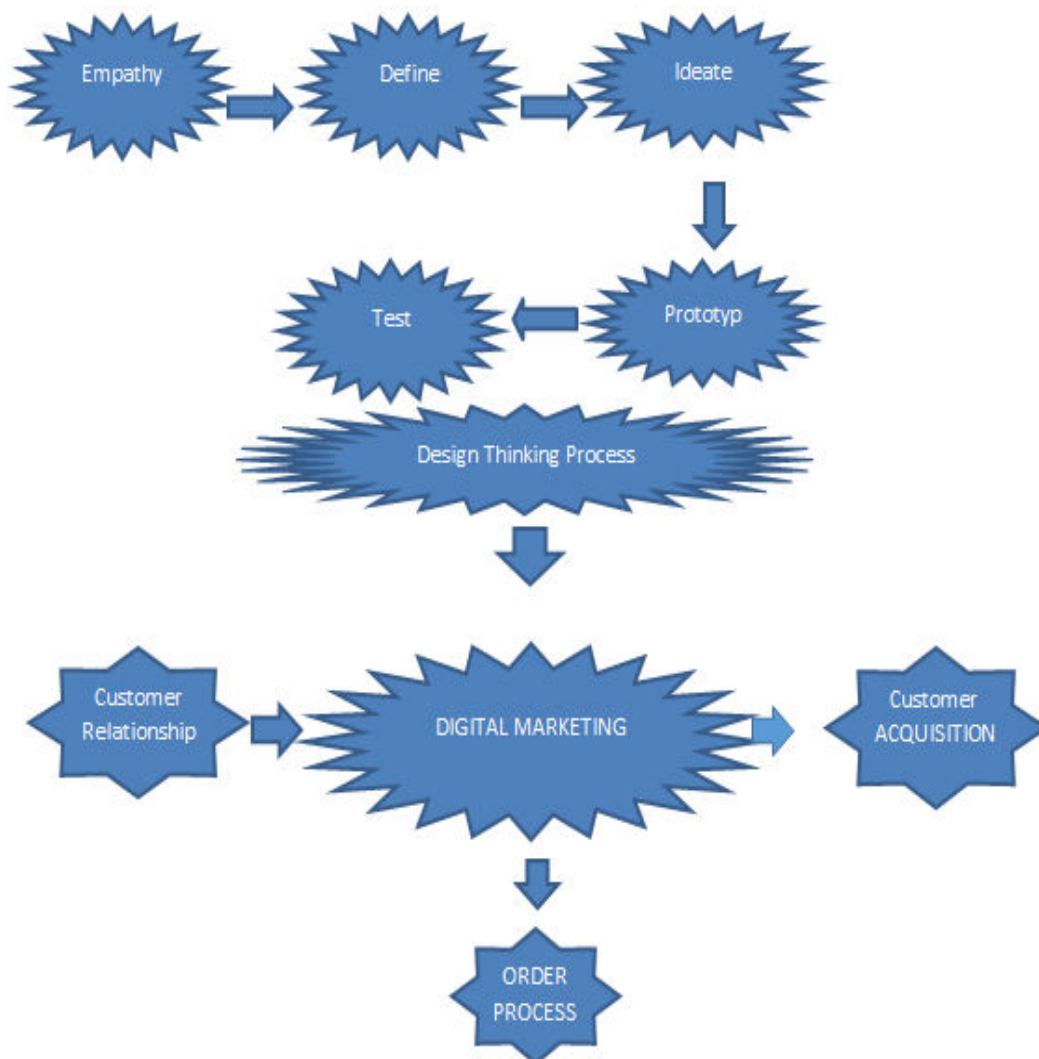 Empathy
Define
Ideate
Test
Prototyp
Design Thinking Process
Customer
Relationship
DIGITAL MARKETING
Customer
ACQUISITION
ORDER
PROCESS